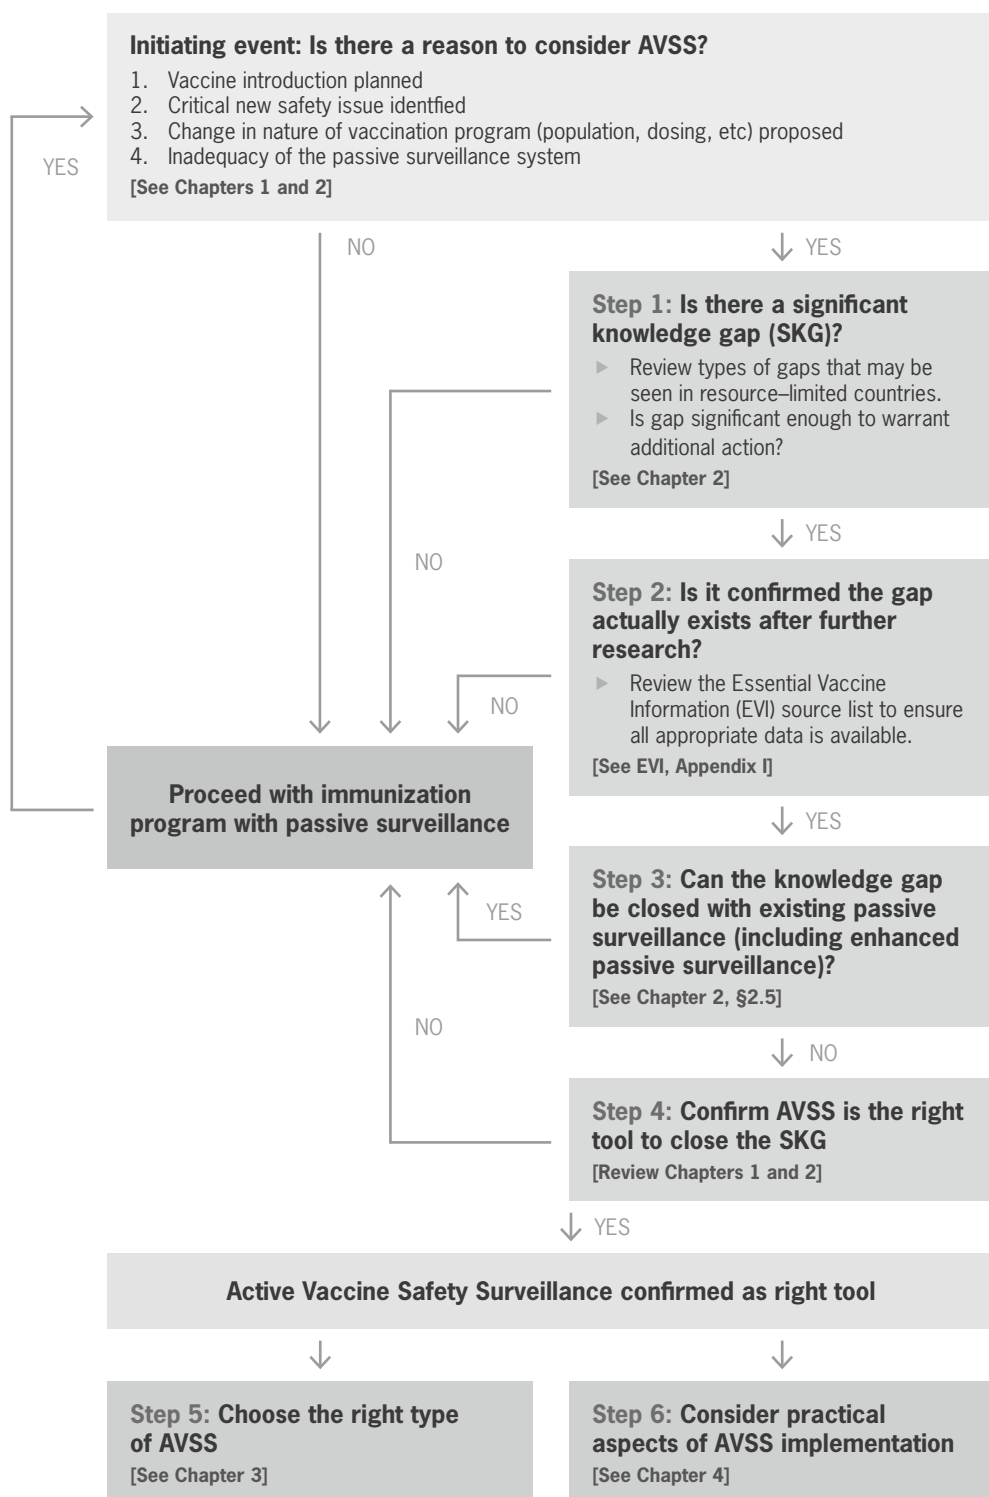 Initiating event: Is there a reason to consider AVSS?
1. Vaccine introduction planned
2. Critical new safety issue identfied
3. Change in nature of vaccination program (population, dosing, etc) proposed
4. Inadequacy of the passive surveillance system
[See Chapters 1 and 2]
YES
NO
YES
Step 1: Is there a significant
knowledge gap (SKG)?
▶ Review types of gaps that may be
seen in resource–limited countries.
▶ Is gap significant enough to warrant
additional action?
[See Chapter 2]
NO
YES
Step 2: Is it confirmed the gap
actually exists after further
research?
▶ Review the Essential Vaccine
Information (EVI) source list to ensure
all appropriate data is available.
[See EVI, Appendix I]
NO
YES
Proceed with immunization
program with passive surveillance
Step 3: Can the knowledge gap
be closed with existing passive
surveillance (including enhanced
passive surveillance)?
[See Chapter 2, §2.5]
YES
NO
NO
Step 4: Confirm AVSS is the right
tool to close the SKG
[Review Chapters 1 and 2]
YES
Active Vaccine Safety Surveillance confirmed as right tool
Step 5: Choose the right type
of AVSS
[See Chapter 3]
Step 6: Consider practical
aspects of AVSS implementation
[See Chapter 4]